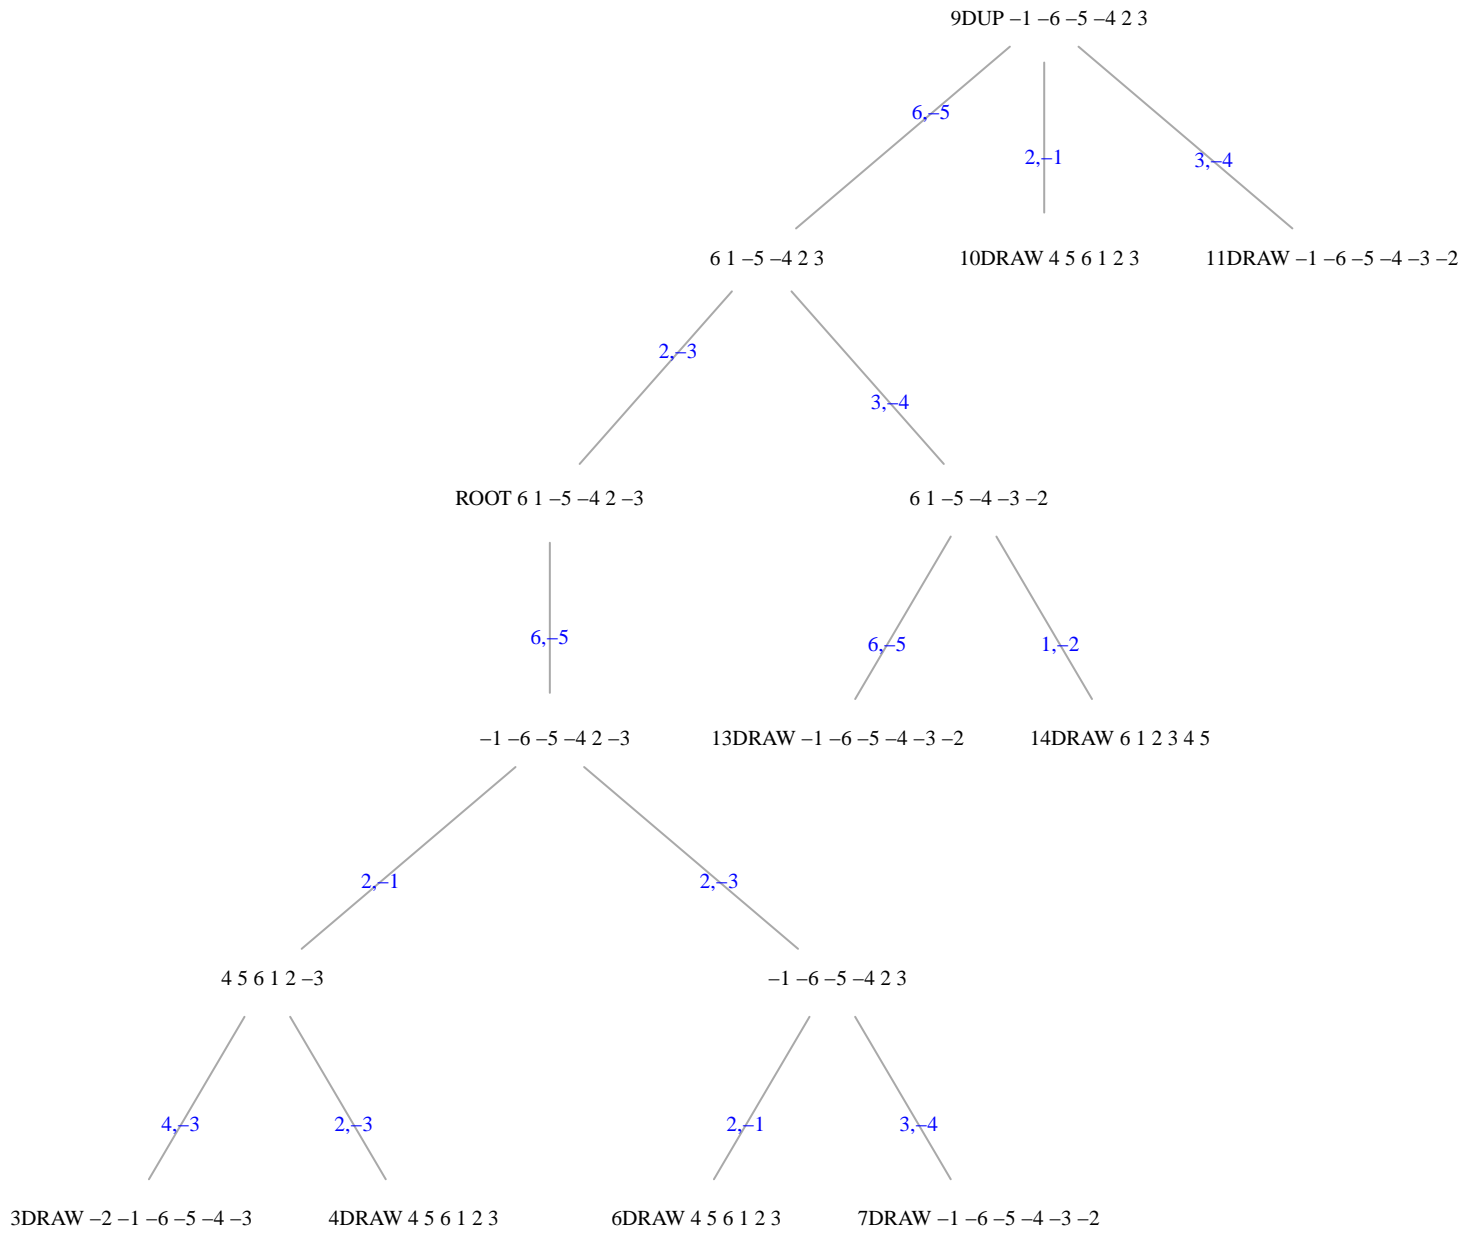 9DUP –1 –6 –5 –4 2 3
6,–5
2,–1
3,–4
6 1 –5 –4 2 3
10DRAW 4 5 6 1 2 3
11DRAW –1 –6 –5 –4 –3 –2
2,–3
3,–4
ROOT 6 1 –5 –4 2 –3
6 1 –5 –4 –3 –2
6,–5
6,–5
1,–2
–1 –6 –5 –4 2 –3
13DRAW –1 –6 –5 –4 –3 –2
14DRAW 6 1 2 3 4 5
2,–1
2,–3
4 5 6 1 2 –3
–1 –6 –5 –4 2 3
4,–3
2,–3
2,–1
3,–4
3DRAW –2 –1 –6 –5 –4 –3
4DRAW 4 5 6 1 2 3
6DRAW 4 5 6 1 2 3
7DRAW –1 –6 –5 –4 –3 –2